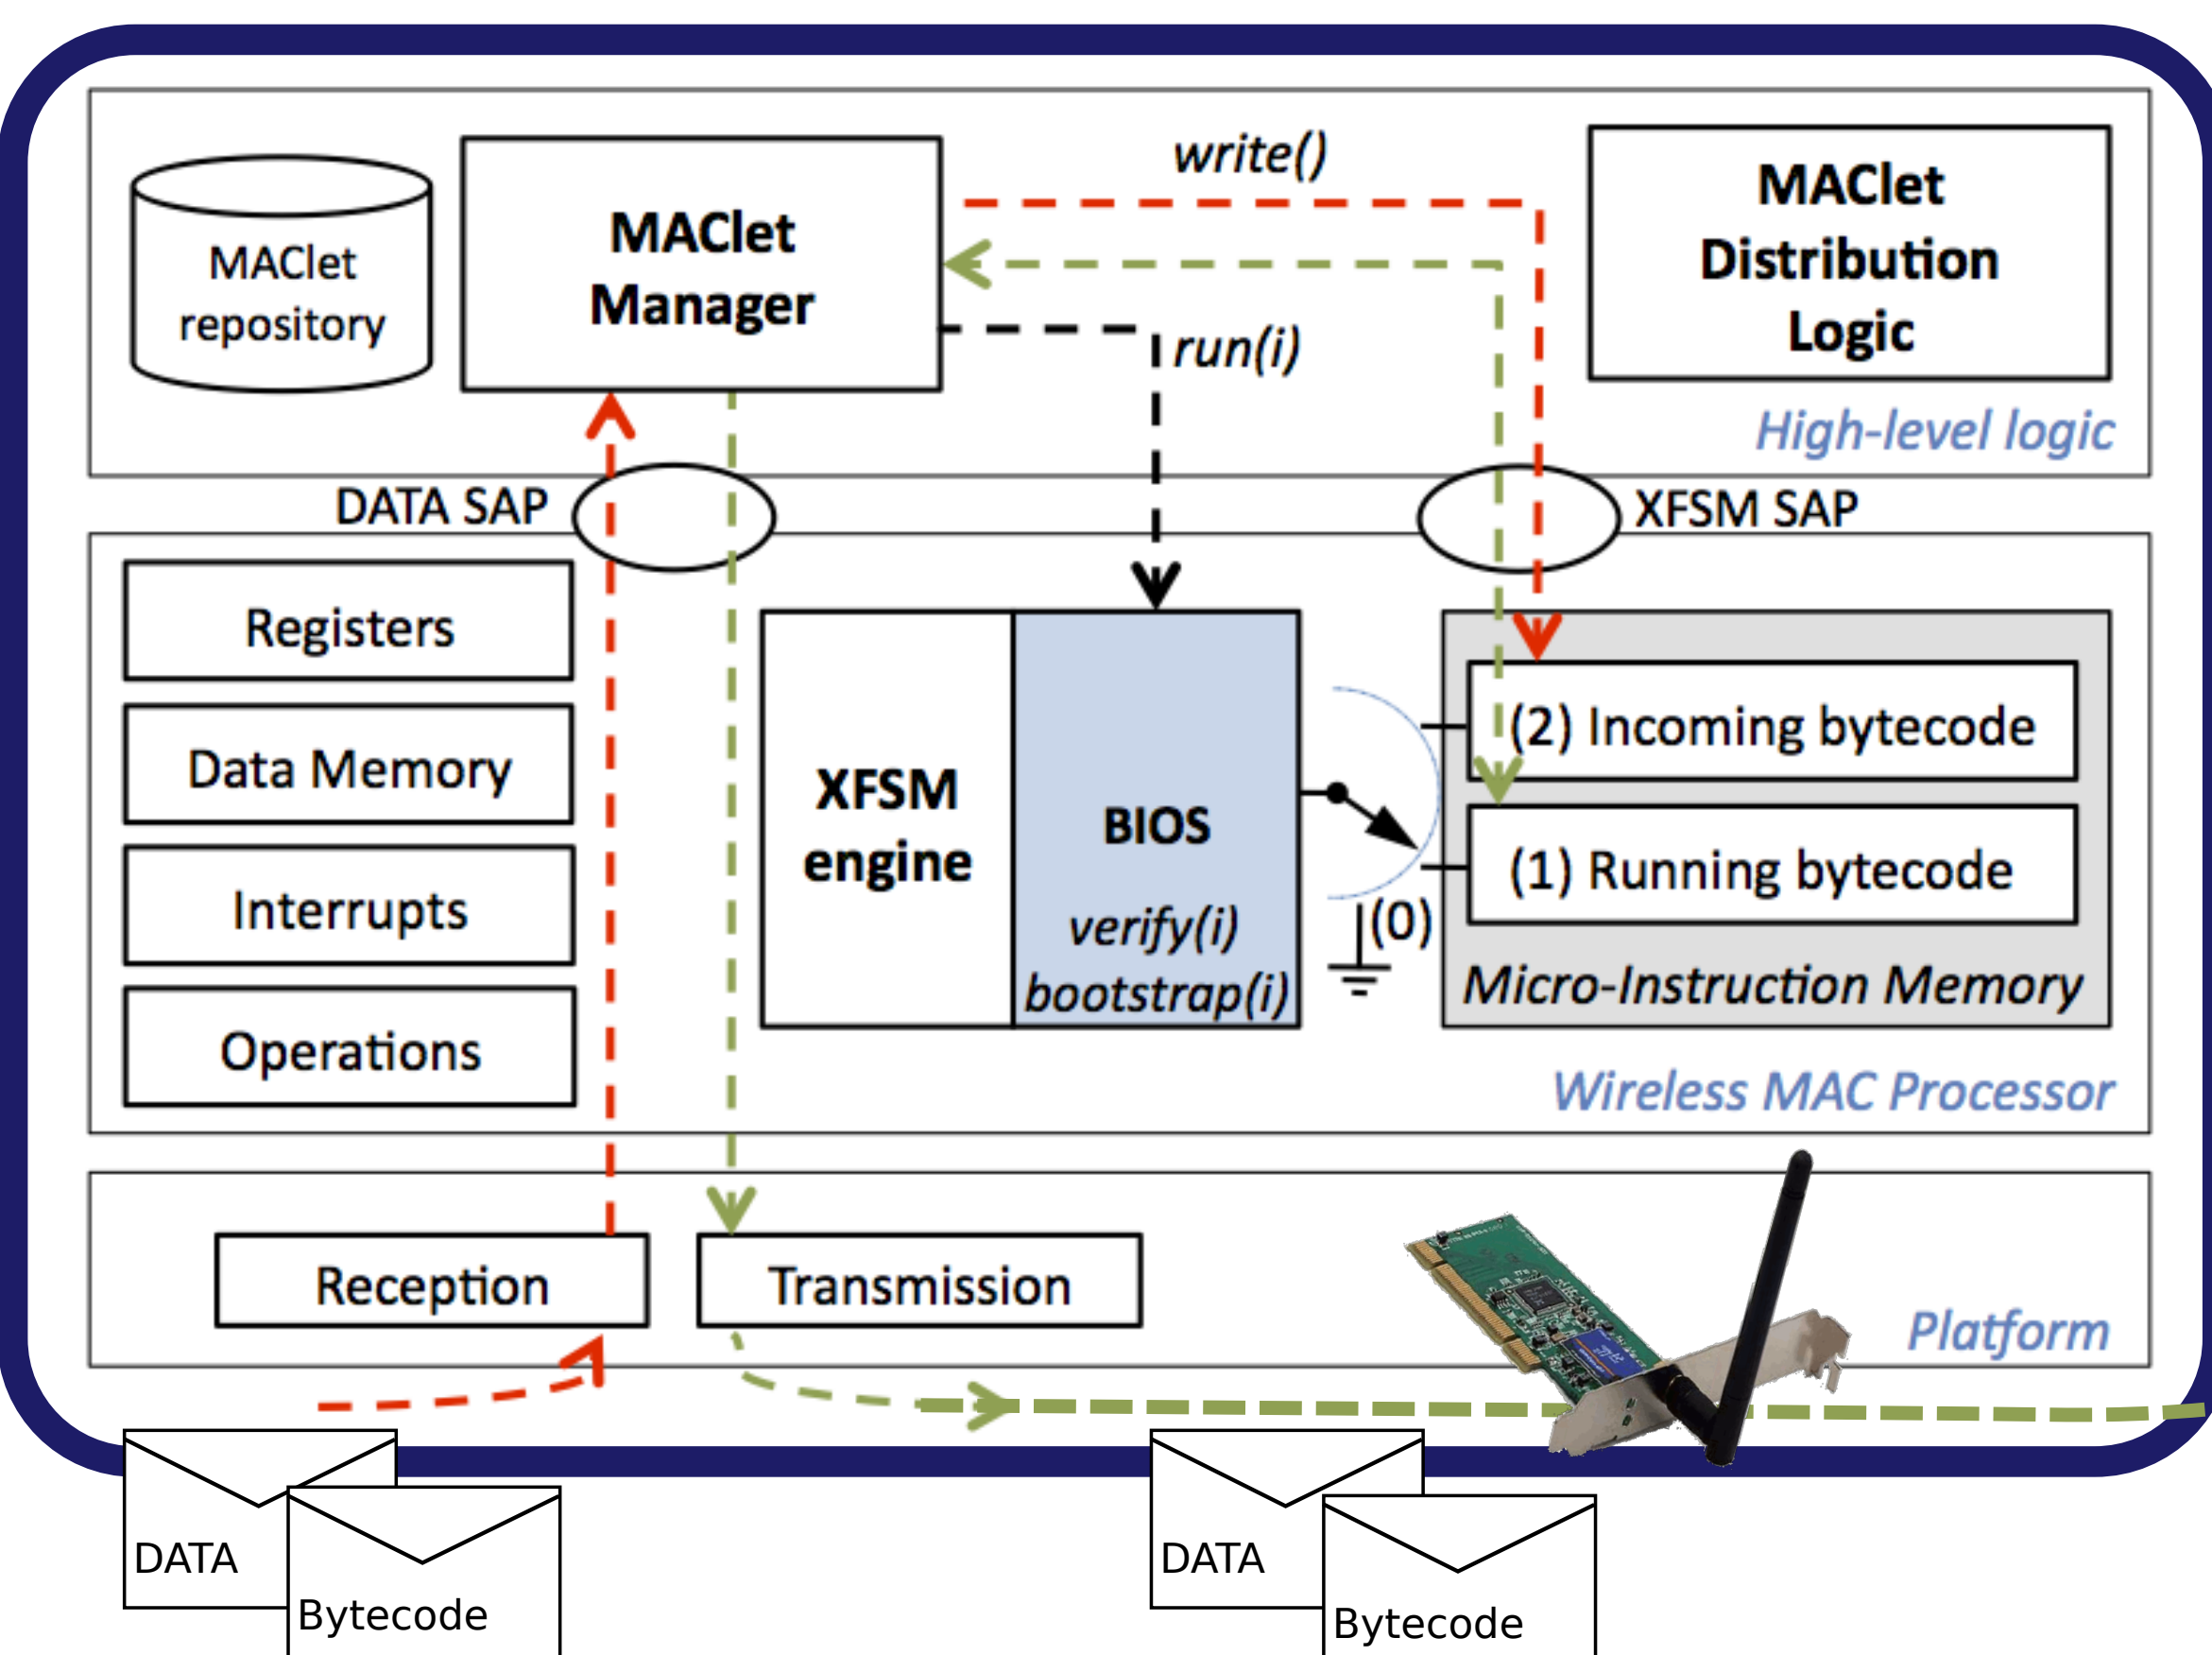 MAClet
repository
MAClet
Manager
write()
run(i)
MAClet
Distribution
Logic
High-level logic
DATA SAP
XFSM SAP
Registers
Data Memory
Interrupts
Operations
XFSM
engine
BIOS
verify(i)
bootstrap(i)
(0)
(2) Incoming bytecode
(1) Running bytecode
Micro-Instruction Memory
Wireless MAC Processor
Reception
Transmission
Platform
DATA
Bytecode
DATA
Bytecode